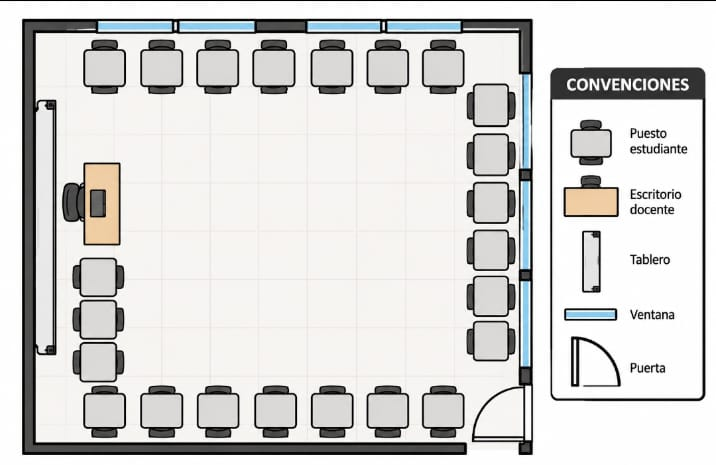 CONVENCIONES
Puesto
estudiante
Escritorio
docente
Tablero
Ventana
Puerta